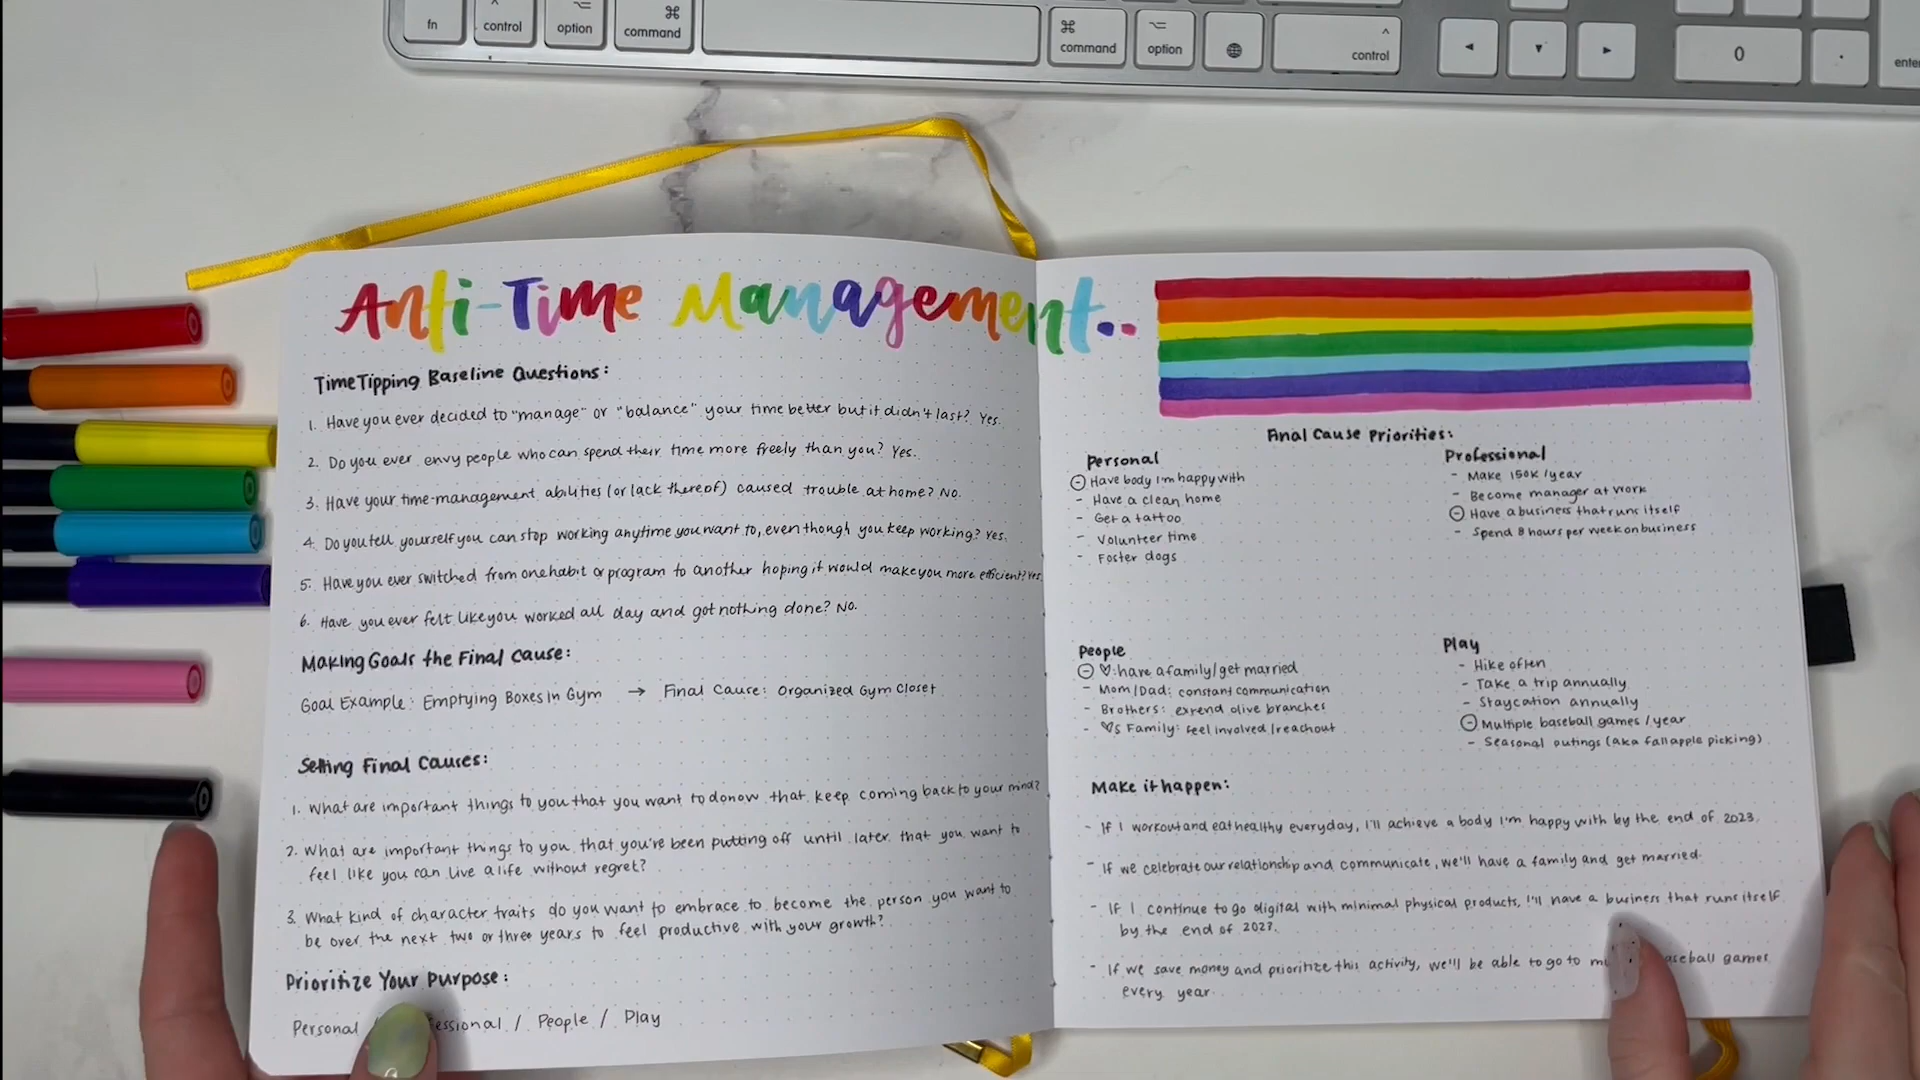 fn control option ⌥ command ⌘ ⌘ command ⌥ option ^ control ◄ ▼ ► 0 . enter
Anti-Time Management..
Time Tipping Baseline Questions:
1. Have you ever decided to "manage" or "balance" your time better but it didn't last? Yes.
2. Do you ever envy people who can spend their time more freely than you? Yes.
3. Have your time-management abilities (or lack thereof) caused trouble at home? No.
4. Do you tell yourself you can stop working anytime you want to, even though you keep working? Yes.
5. Have you ever switched from one habit or program to another hoping it would make you more efficient? Yes.
6. Have you ever felt like you worked all day and got nothing done? No.
Making Goals the Final Cause:
Goal Example: Emptying Boxes In Gym → Final Cause: Organized Gym Closet
Setting Final Causes:
1. What are important things to you that you want to do now that keep coming back to your mind?
2. What are important things to you that you're been putting off until later that you want to
feel like you can live a life without regret?
3. What kind of character traits do you want to embrace to become the person you want to
be over the next two or three years to feel productive with your growth?
Prioritize Your Purpose:
Personal / People / Play
Final Cause Priorities:
Personal
- Have body I'm happy with
- Have a clean home
- Get a tattoo
- Volunteer time
- Foster dogs
Professional
- Make 150K /year
- Become manager at work
- Have a business that runs itself
- Spend 8 hours per week on business
People
- ♡: have a family/get married
- Mom/Dad: constant communication
- Brothers: extend olive branches
- ♡'s Family: feel involved /reach out
Play
- Hike often
- Take a trip annually
- Staycation annually
- Multiple baseball games /year
- Seasonal outings (aka fall apple picking)
Make it happen:
- If I workout and eat healthy everyday, I'll achieve a body I'm happy with by the end of 2023.
- If we celebrate our relationship and communicate, we'll have a family and get married.
- If I continue to go digital with minimal physical products, I'll have a business that runs itself
by the end of 2023.
- If we save money and prioritize this activity, we'll be able to go to games
every year.